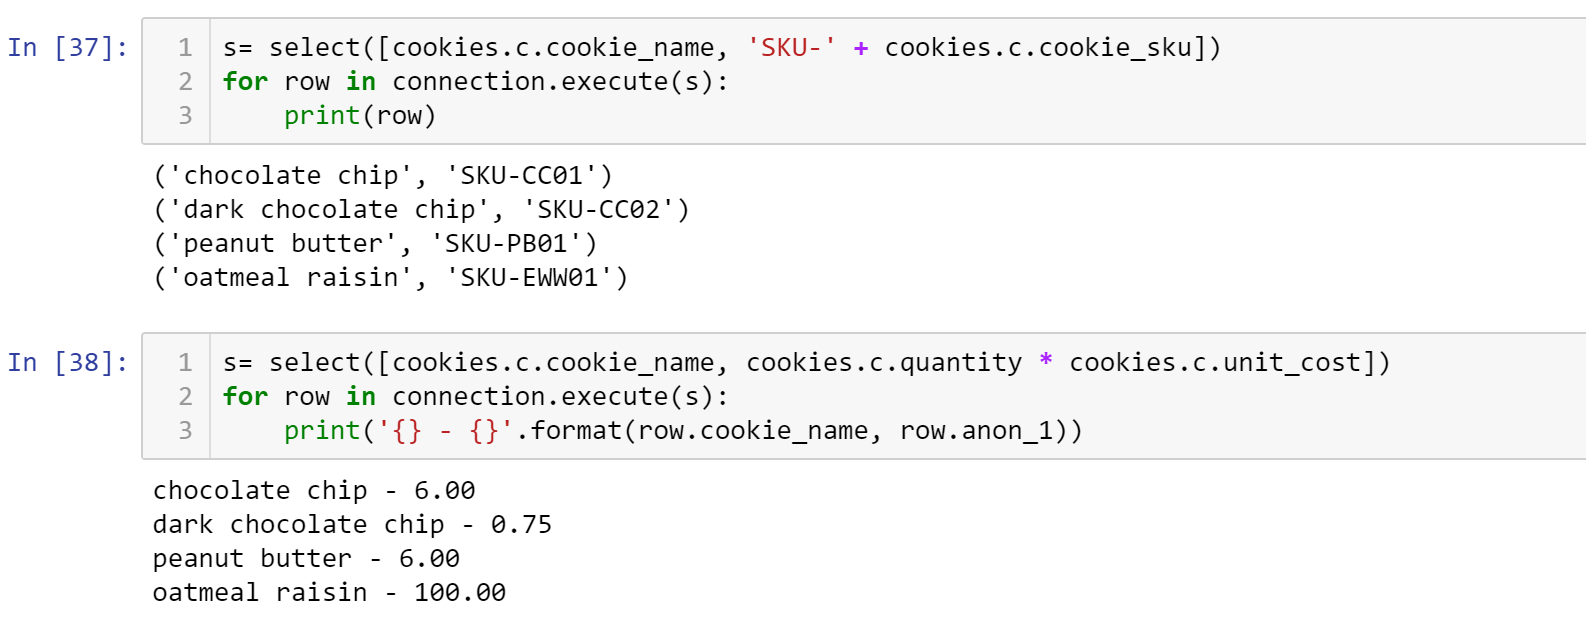 In [37]:
1 s= select([cookies.c.cookie_name, 'SKU-' + cookies.c.cookie_sku])
2 for row in connection.execute(s):
3     print(row)
('chocolate chip', 'SKU-CC01')
('dark chocolate chip', 'SKU-CC02')
('peanut butter', 'SKU-PB01')
('oatmeal raisin', 'SKU-EWW01')
In [38]:
1 s= select([cookies.c.cookie_name, cookies.c.quantity * cookies.c.unit_cost])
2 for row in connection.execute(s):
3     print('{} - {}'.format(row.cookie_name, row.anon_1))
chocolate chip - 6.00
dark chocolate chip - 0.75
peanut butter - 6.00
oatmeal raisin - 100.00